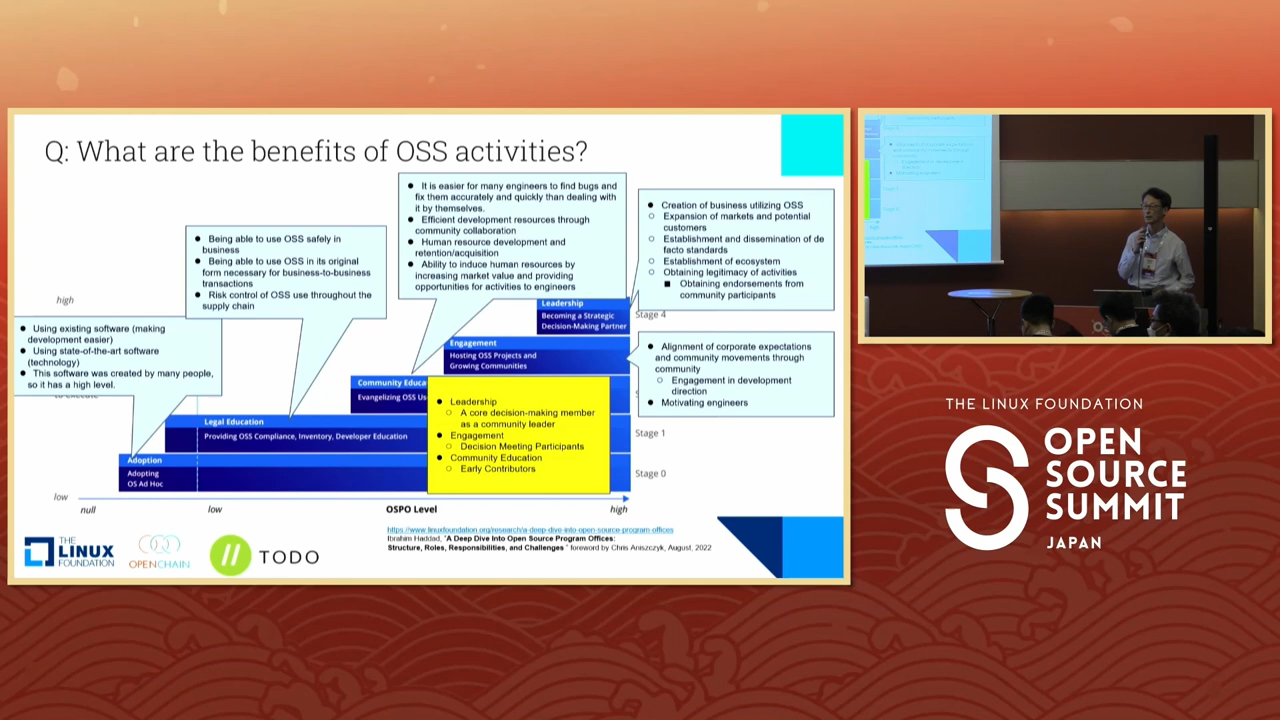 Q: What are the benefits of OSS activities?
● It is easier for many engineers to find bugs and
fix them accurately and quickly than dealing with
it by themselves.
● Efficient development resources through
community collaboration
● Human resource development and
retention/acquisition
● Ability to induce human resources by
increasing market value and providing
opportunities for activities to engineers
● Creation of business utilizing OSS
○ Expansion of markets and potential
customers
○ Establishment and dissemination of de
facto standards
○ Establishment of ecosystem
○ Obtaining legitimacy of activities
■ Obtaining endorsements from
community participants
● Being able to use OSS safely in
business
● Being able to use OSS in its original
form necessary for business-to-business
transactions
● Risk control of OSS use throughout the
supply chain
high
● Using existing software (making
development easier)
● Using state-of-the-art software
(technology)
● This software was created by many people,
so it has a high level.
to execute
Leadership
Becoming a Strategic
Decision-Making Partner
Stage 4
Engagement
Hosting OSS Projects and
Growing Communities
● Alignment of corporate expectations
and community movements through
community
○ Engagement in development
direction
● Motivating engineers
Community Educa
Evangelizing OSS Us
● Leadership
○ A core decision-making member
as a community leader
● Engagement
○ Decision Meeting Participants
● Community Education
○ Early Contributors
Legal Education
Providing OSS Compliance, Inventory, Developer Education
Stage 1
Adoption
Adopting
OS Ad Hoc
Stage 0
low
null
low
OSPO Level
high
https://www.linuxfoundation.org/research/a-deep-dive-into-open-source-program-offices
Ibrahim Haddad, "A Deep Dive Into Open Source Program Offices:
Structure, Roles, Responsibilities, and Challenges " foreword by Chris Aniszczyk, August, 2022
THE
LINUX
FOUNDATION
OPENCHAIN
TODO
THE LINUX FOUNDATION
OPEN
SOURCE
SUMMIT
JAPAN